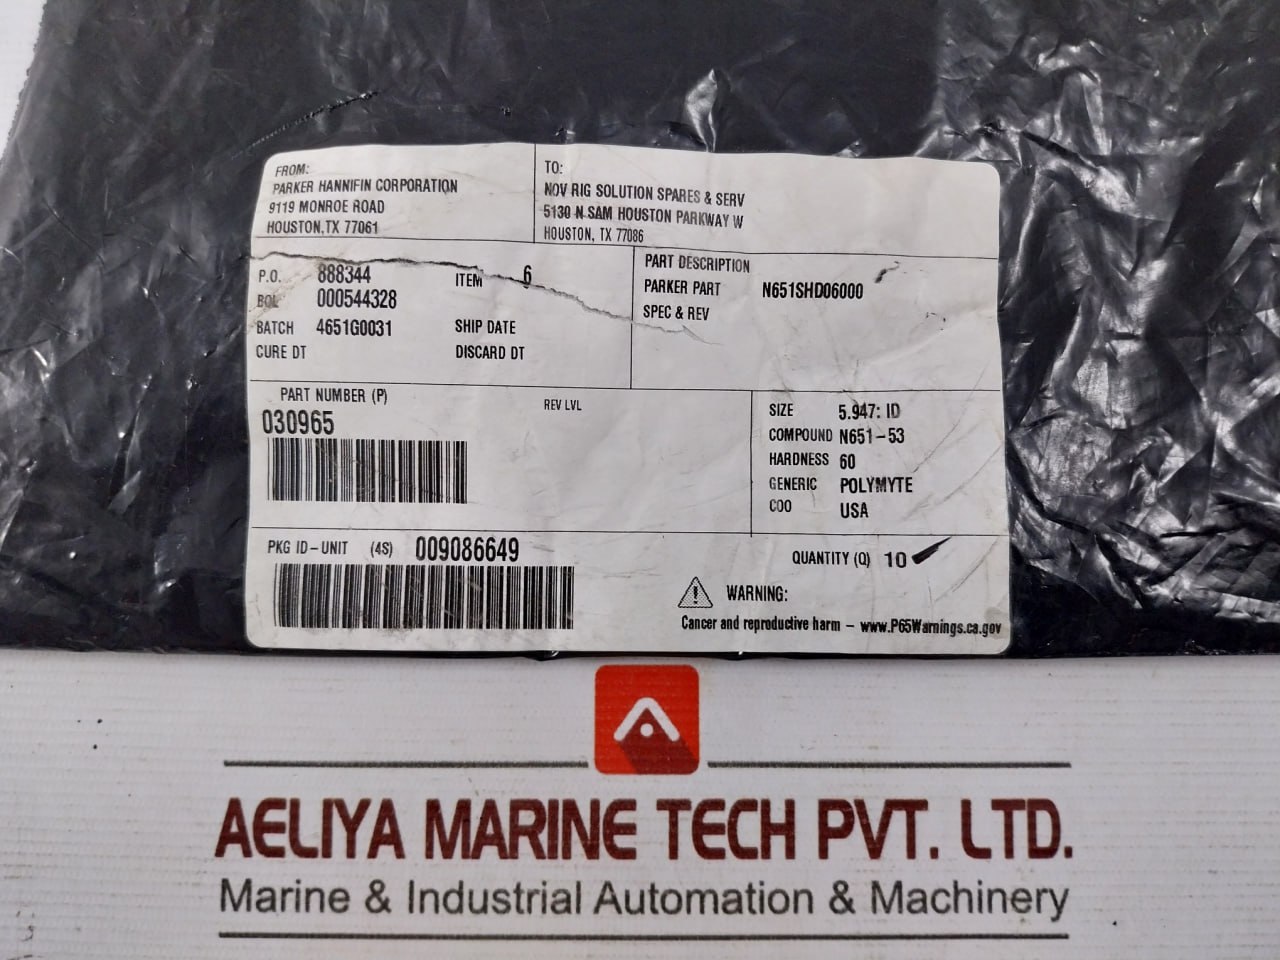 FROM:
PARKER HANNIFIN CORPORATION
9119 MONROE ROAD
HOUSTON,TX 77061
TO:
NOV RIG SOLUTION SPARES & SERV
5130 N SAM HOUSTON PARKWAY W
HOUSTON, TX 77086
P.O. 888344 ITEM 6
BOL 000544328
BATCH 4651G0031 SHIP DATE
CURE DT DISCARD DT
PART DESCRIPTION
PARKER PART N651SHD06000
SPEC & REV
PART NUMBER (P) REV LVL
030965
SIZE 5.947: ID
COMPOUND N651-53
HARDNESS 60
GENERIC POLYMYTE
COO USA
PKG ID-UNIT (4S) 009086649
QUANTITY (Q) 10
WARNING:
Cancer and reproductive harm - www.P65Warnings.ca.gov
AELIYA MARINE TECH PVT. LTD.
Marine & Industrial Automation & Machinery